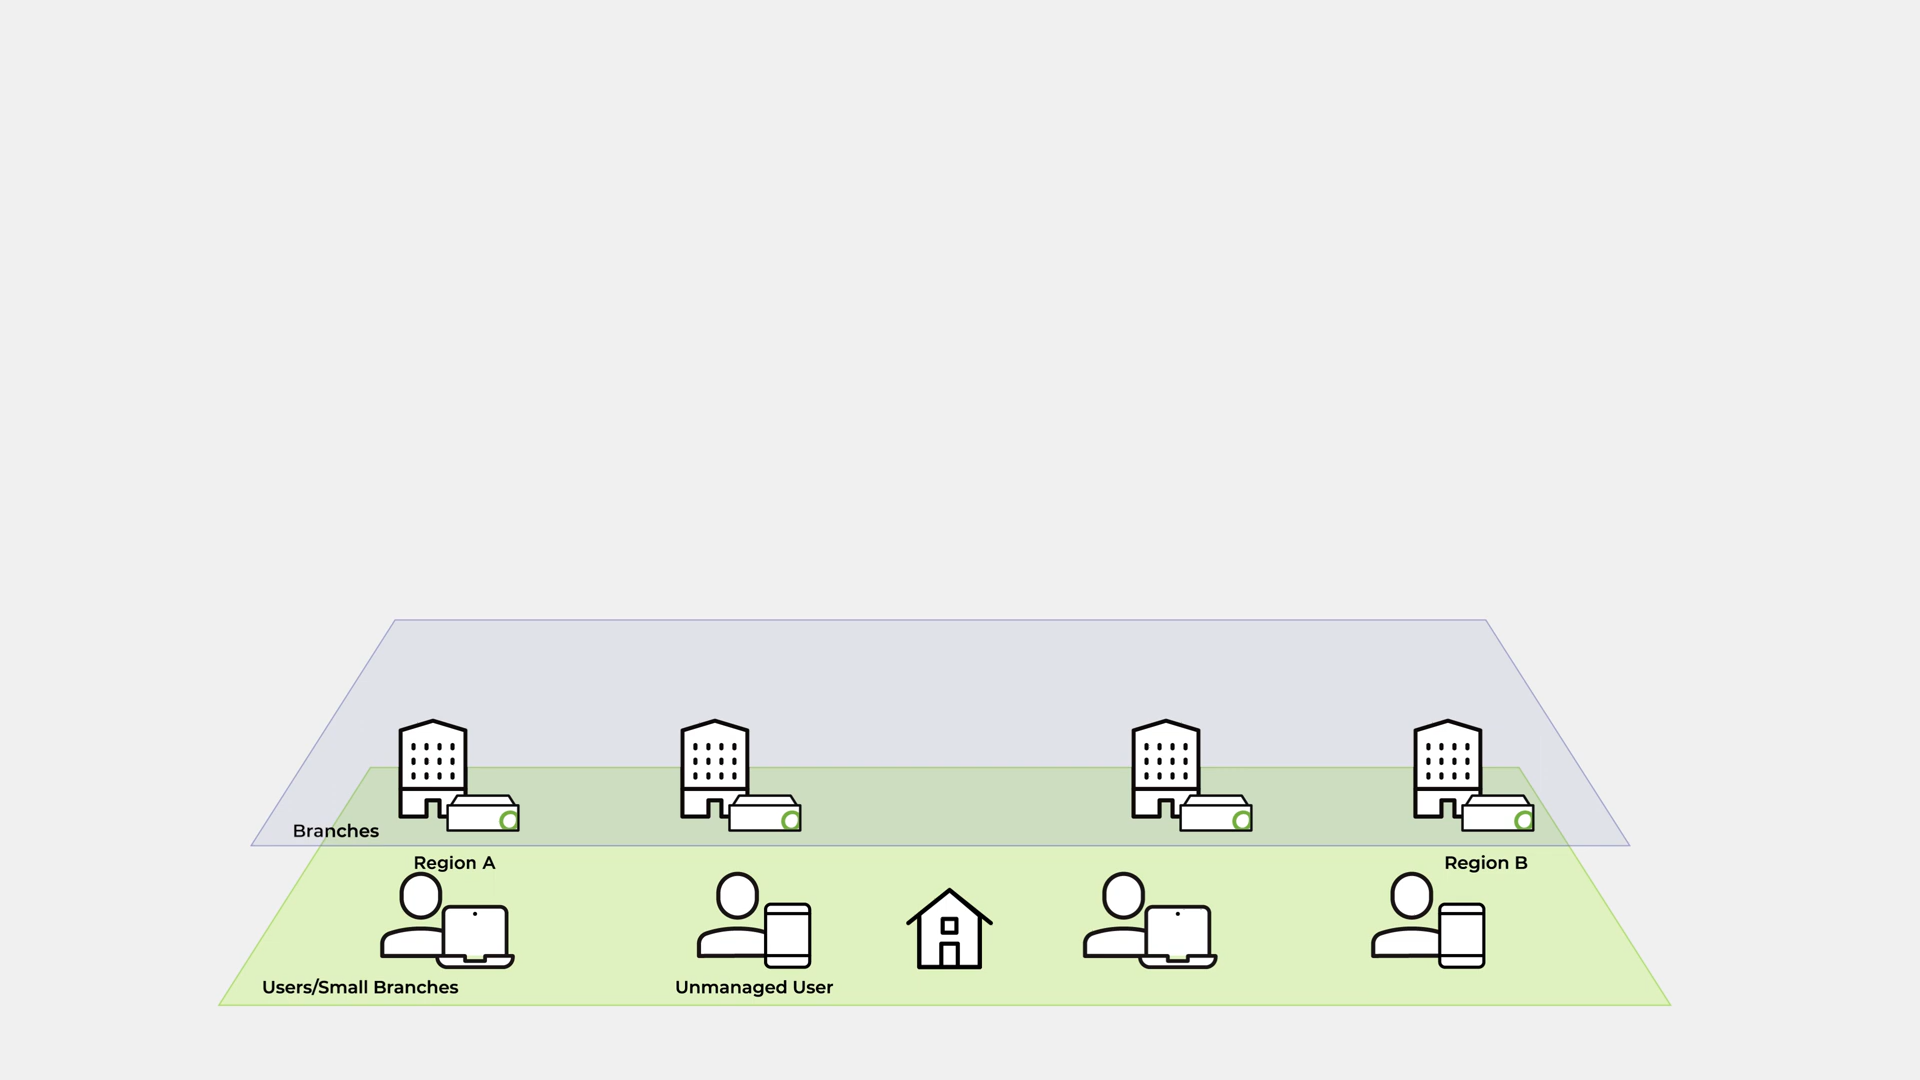 Branches
Region A
Region B
Users/Small Branches
Unmanaged User